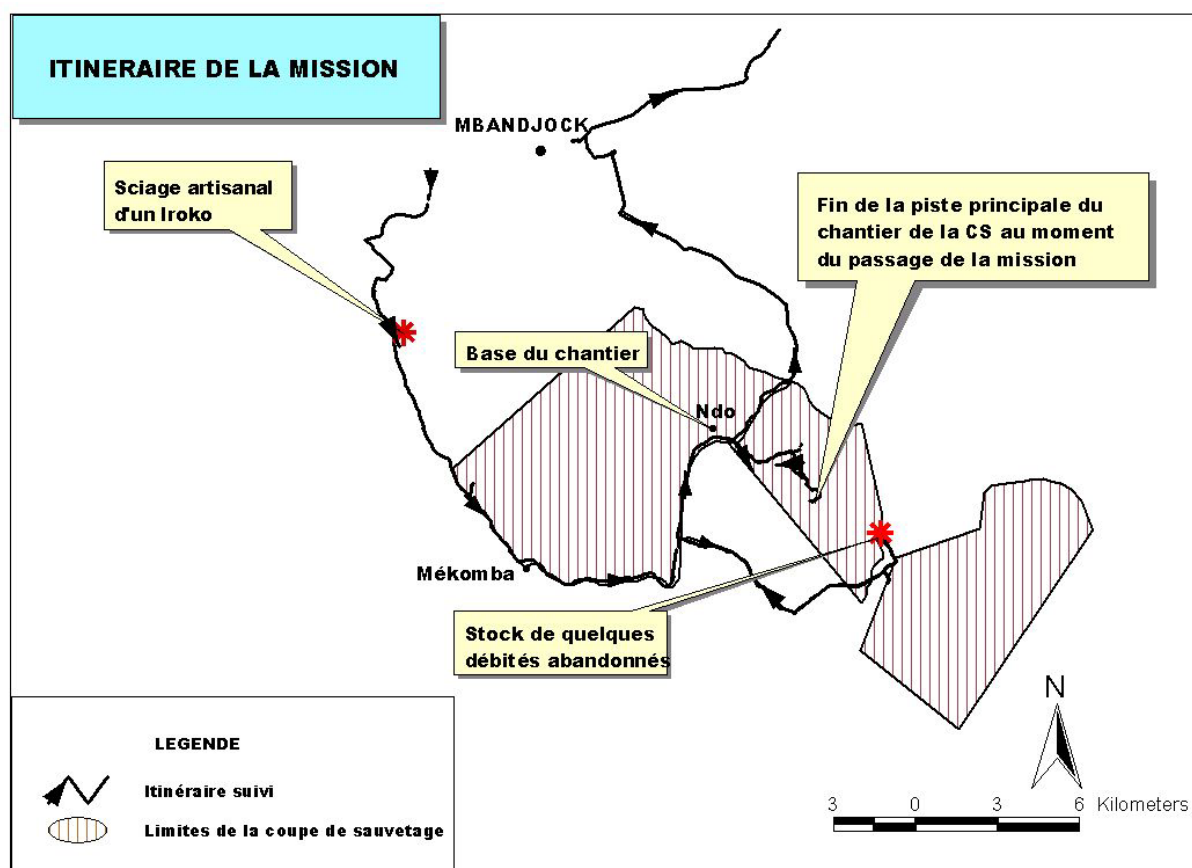 ITINERAIRE DE LA MISSION
MBANDJOCK
Sciage artisanal
d'un Iroko
Fin de la piste principale du
chantier de la CS au moment
du passage de la mission
Base du chantier
Ndo
Mékomba
Stock de quelques
débités abandonnés
N
LEGENDE
Itinéraire suivi
Limites de la coupe de sauvetage
3 0 3 6 Kilometers